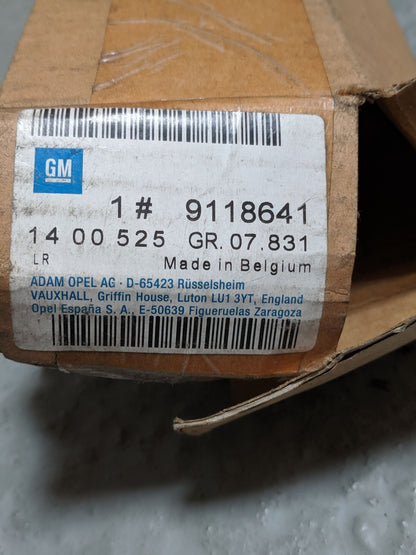 GM
1 # 9118641
14 00 525 GR. 07.831
LR Made in Belgium
ADAM OPEL AG · D-65423 Rüsselsheim
VAUXHALL, Griffin House, Luton LU1 3YT, England
Opel España S. A., E-50639 Figueruelas Zaragoza